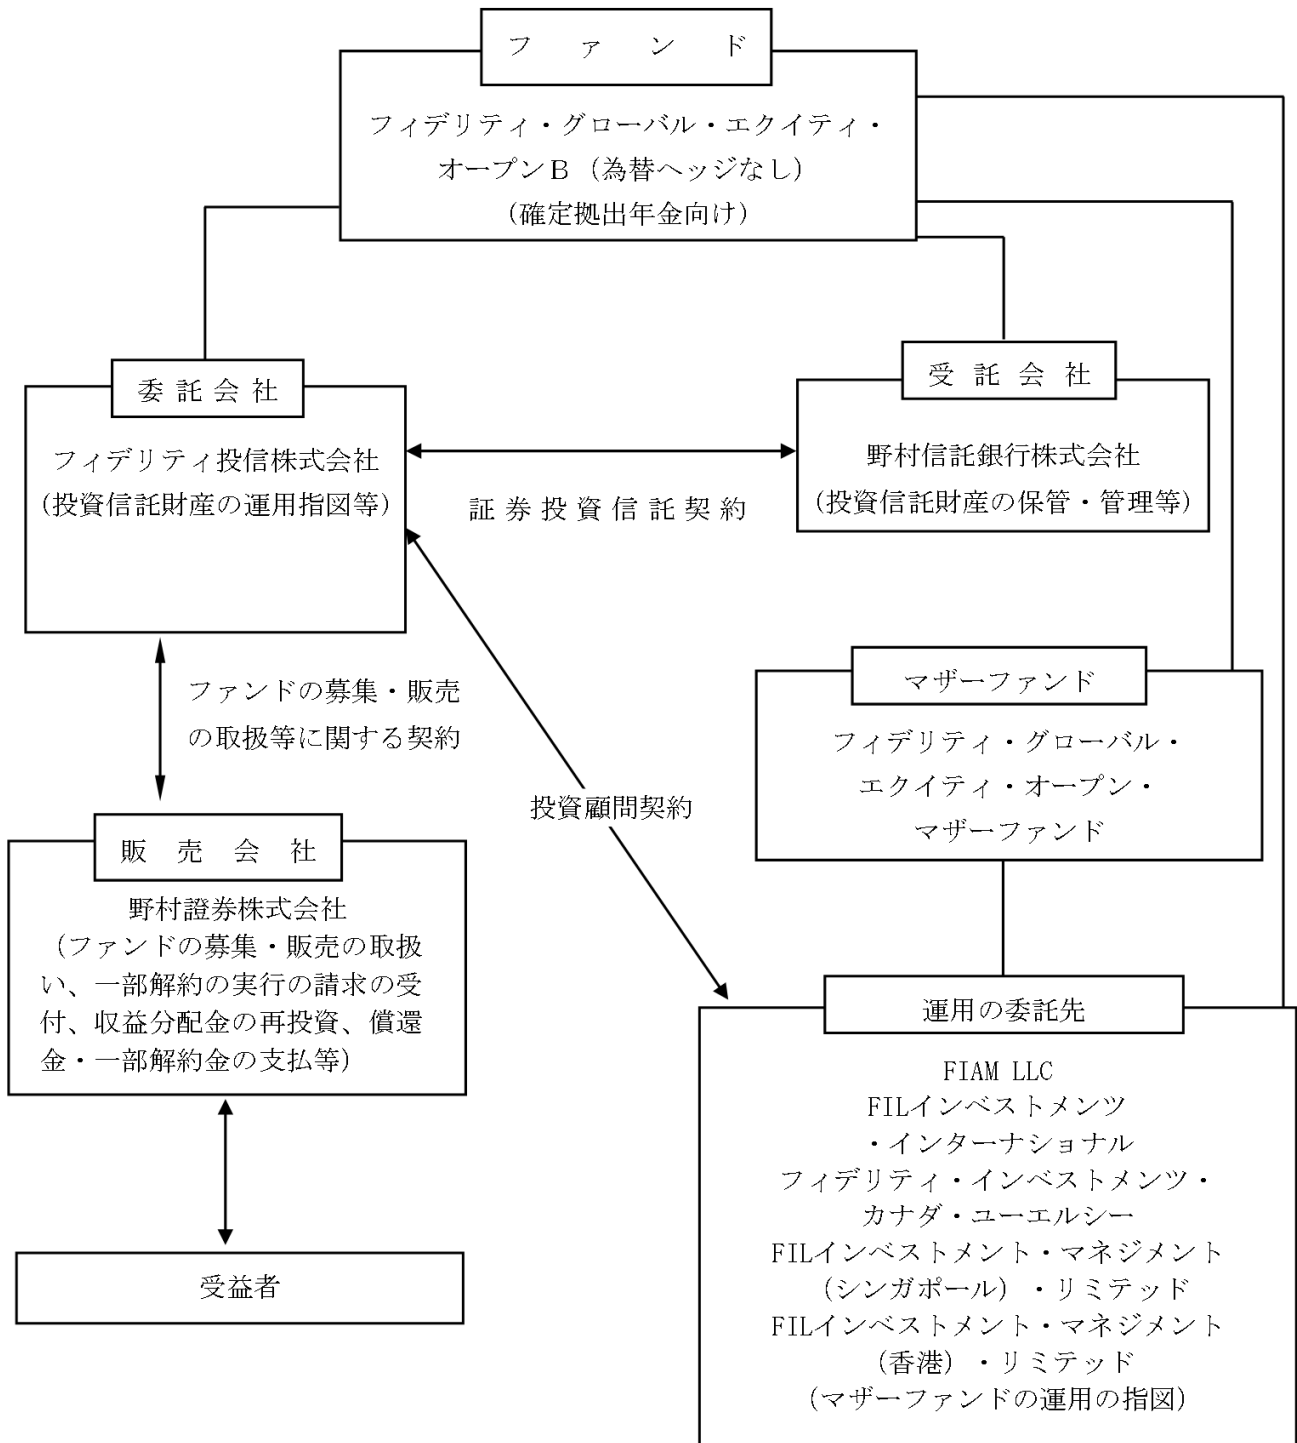 ファンド
フィデリティ・グローバル・エクイティ・
オープンＢ（為替ヘッジなし）
（確定拠出年金向け）
委託会社
フィデリティ投信株式会社
（投資信託財産の運用指図等）
証券投資信託契約
受託会社
野村信託銀行株式会社
（投資信託財産の保管・管理等）
ファンドの募集・販売
の取扱等に関する契約
投資顧問契約
マザーファンド
フィデリティ・グローバル・
エクイティ・オープン・
マザーファンド
販売会社
野村證券株式会社
（ファンドの募集・販売の取扱
い、一部解約の実行の請求の受
付、収益分配金の再投資、償還
金・一部解約金の支払等）
受益者
運用の委託先
FIAM LLC
FILインベストメンツ
・インターナショナル
フィデリティ・インベストメンツ・
カナダ・ユーエルシー
FILインベストメント・マネジメント
（シンガポール）・リミテッド
FILインベストメント・マネジメント
（香港）・リミテッド
（マザーファンドの運用の指図）